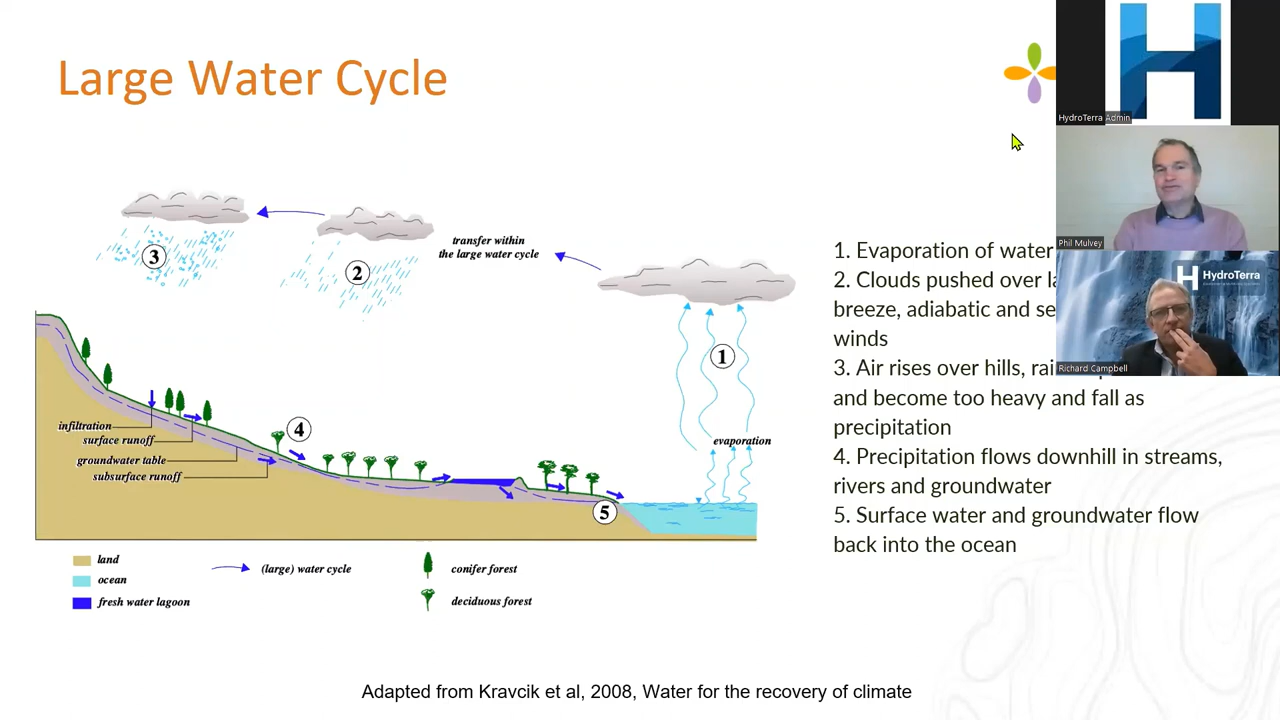 Large Water Cycle
HydroTerra Admin
Phil Mulvey
HydroTerra
Richard Campbell
3
2
transfer within
the large water cycle
1
evaporation
4
infiltration
surface runoff
groundwater table
subsurface runoff
5
land
ocean
fresh water lagoon
(large) water cycle
conifer forest
deciduous forest
1. Evaporation of water
2. Clouds pushed over
breeze, adiabatic and
winds
3. Air rises over hills,
and become too heavy and fall as
precipitation
4. Precipitation flows downhill in streams,
rivers and groundwater
5. Surface water and groundwater flow
back into the ocean
Adapted from Kravcik et al, 2008, Water for the recovery of climate